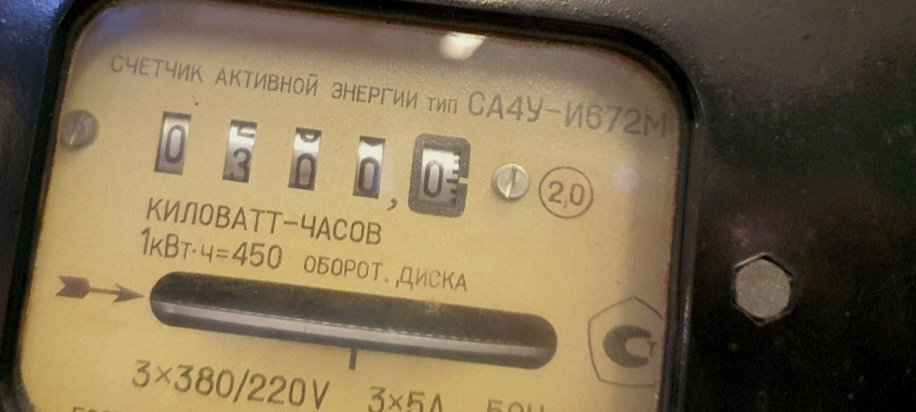 СЧЕТЧИК АКТИВНОЙ ЭНЕРГИИ ТИП СА4У-И672М
0 3 0 0 , 0 2,0
КИЛОВАТТ-ЧАСОВ
1кВт·ч=450 ОБОРОТ. ДИСКА
3×380/220V 3×5А